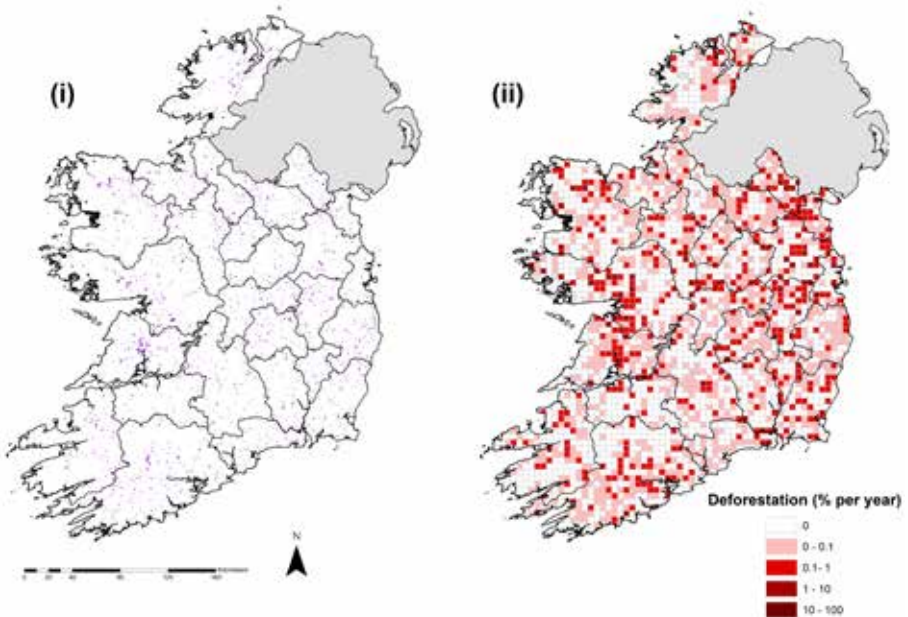 (i)
(ii)
N
Deforestation (% per year)
0
0 - 0.1
0.1- 1
1 - 10
10 - 100